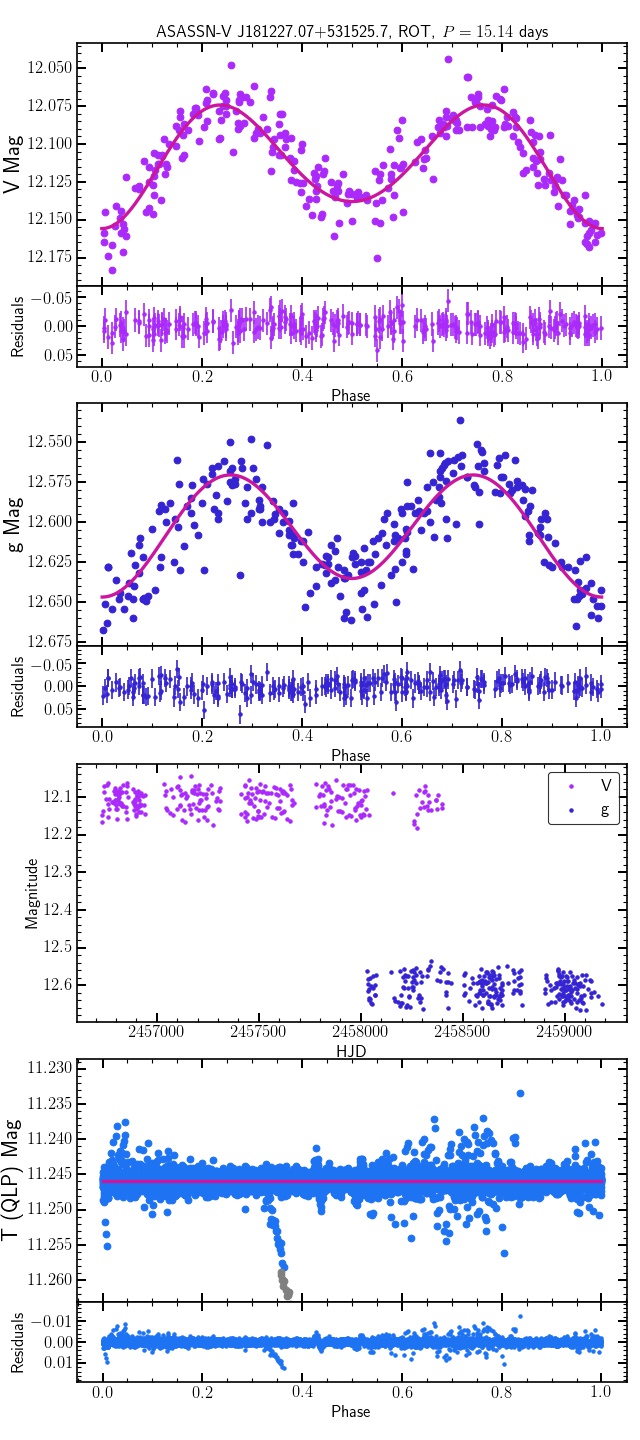 ASASSN-V J181227.07+531525.7, ROT, P = 15.14 days
V Mag
12.050
12.075
12.100
12.125
12.150
12.175
Residuals
−0.05
0.00
0.05
0.0 0.2 0.4 0.6 0.8 1.0
Phase
g Mag
12.550
12.575
12.600
12.625
12.650
12.675
Residuals
−0.05
0.00
0.05
0.0 0.2 0.4 0.6 0.8 1.0
Phase
Magnitude
12.1
12.2
12.3
12.4
12.5
12.6
V
g
2457000 2457500 2458000 2458500 2459000
HJD
T (QLP) Mag
11.230
11.235
11.240
11.245
11.250
11.255
11.260
Residuals
−0.01
0.00
0.01
0.0 0.2 0.4 0.6 0.8 1.0
Phase